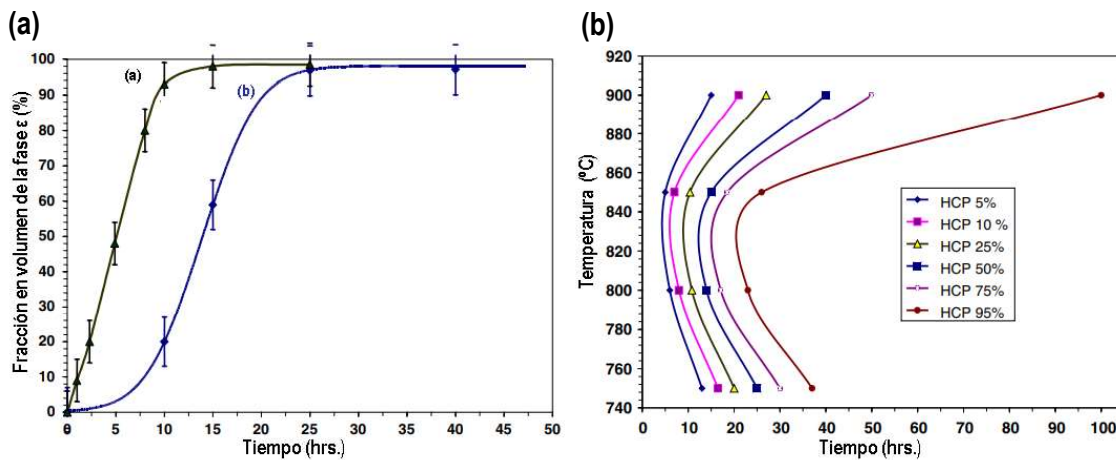 (a)
Fraccion en volumen de la fase ε (%)
100
90
80
70
60
50
40
30
20
10
0
(a)
(b)
0 5 10 15 20 25 30 35 40 45 50
Tiempo (hrs.)
(b)
Temperatura (ºC)
920
900
880
860
840
820
800
780
760
740
HCP 5%
HCP 10 %
HCP 25%
HCP 50%
HCP 75%
HCP 95%
0 10 20 30 40 50 60 70 80 90 100
Tiempo (hrs.)